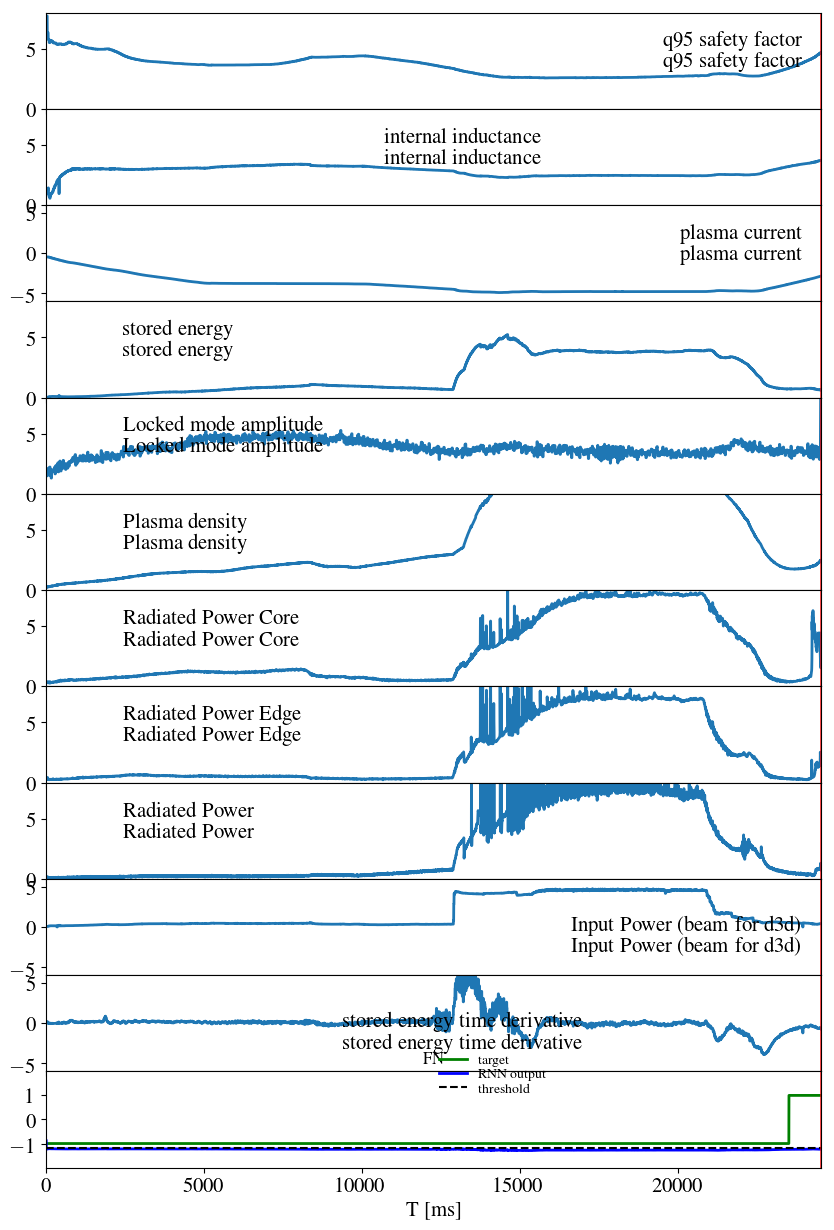 5
q95 safety factor
q95 safety factor
0
5
internal inductance
internal inductance
0
5
plasma current
0
plasma current
−5
stored energy
5
stored energy
0
Locked mode amplitude
5
Locked mode amplitude
0
Plasma density
5
Plasma density
0
Radiated Power Core
5
Radiated Power Core
0
Radiated Power Edge
5
Radiated Power Edge
0
Radiated Power
5
Radiated Power
0
5
0
Input Power (beam for d3d)
Input Power (beam for d3d)
−5
5
0
stored energy time derivative
stored energy time derivative
−5
FN
target
RNN output
threshold
1
0
−1
0 5000 10000 15000 20000
T [ms]